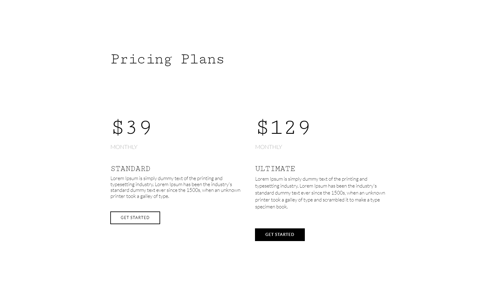 Pricing Plans
$39
MONTHLY
STANDARD
Lorem Ipsum is simply dummy text of the printing and
typesetting industry. Lorem Ipsum has been the industry's
standard dummy text ever since the 1500s, when an unknown
printer took a galley of type.
GET STARTED
$129
MONTHLY
ULTIMATE
Lorem Ipsum is simply dummy text of the printing and
typesetting industry. Lorem Ipsum has been the industry's
standard dummy text ever since the 1500s, when an unknown
printer took a galley of type and scrambled it to make a type
specimen book.
GET STARTED